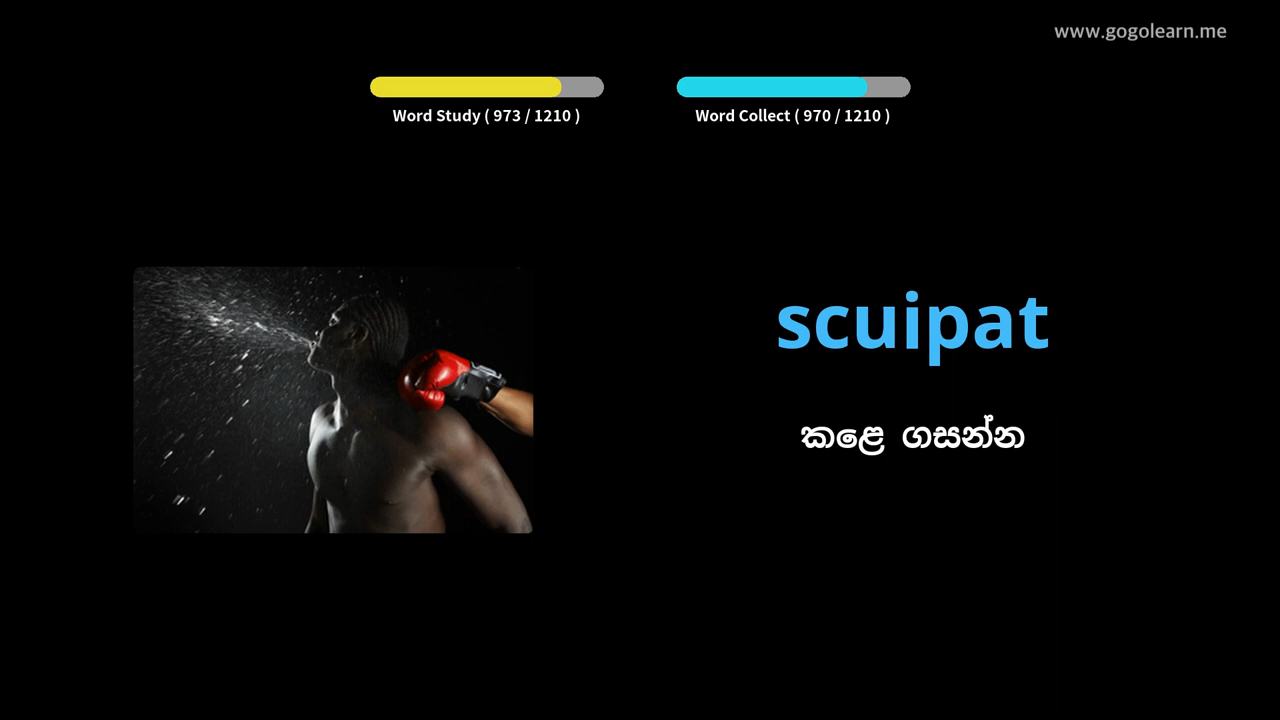 www.gogolearn.me
Word Study ( 973 / 1210 )
Word Collect ( 970 / 1210 )
scuipat
කළෙ ගසන්න